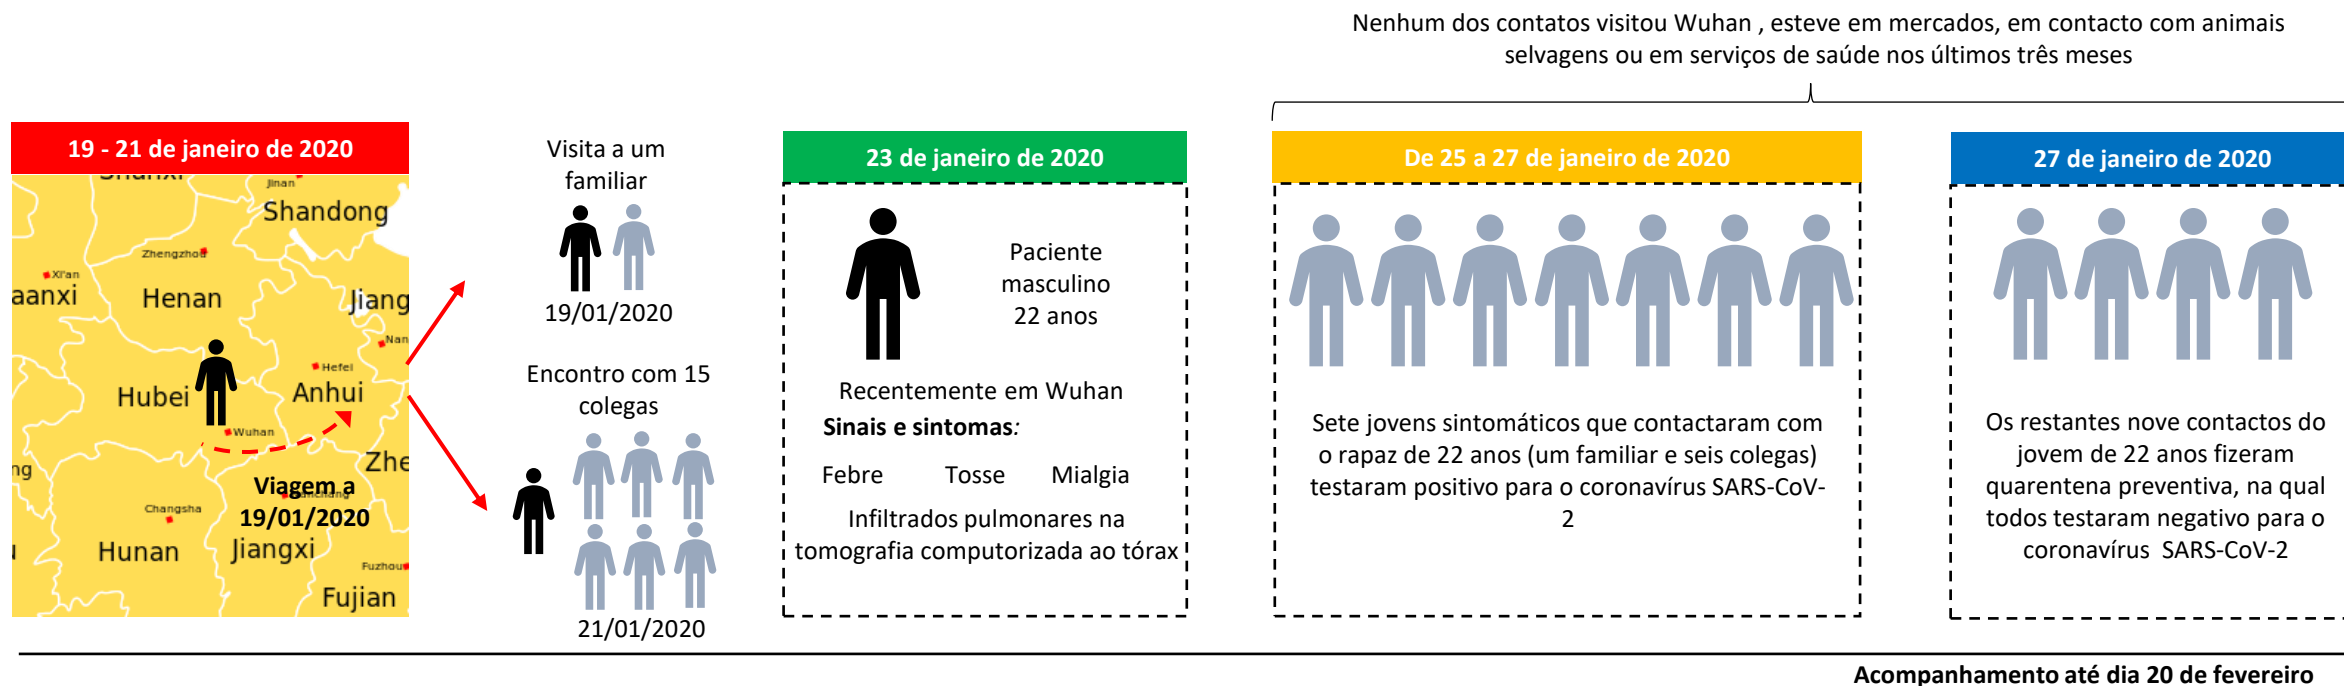 Nenhum dos contatos visitou Wuhan , esteve em mercados, em contacto com animais
selvagens ou em serviços de saúde nos últimos três meses
19 - 21 de janeiro de 2020
Jinan
Shandong
Zhengzhou
Xi'an
aanxi
Henan
Jiang
Nan
Hefei
Hubei
Anhui
Wuhan
ng
Zhe
Viagem a
19/01/2020
Changsha
Hunan
Jiangxi
Fuzhou
Fujian
Visita a um
familiar
19/01/2020
Encontro com 15
colegas
21/01/2020
23 de janeiro de 2020
Paciente
masculino
22 anos
Recentemente em Wuhan
Sinais e sintomas:
Febre Tosse Mialgia
Infiltrados pulmonares na
tomografia computorizada ao tórax
De 25 a 27 de janeiro de 2020
Sete jovens sintomáticos que contactaram com
o rapaz de 22 anos (um familiar e seis colegas)
testaram positivo para o coronavírus SARS-CoV-
2
27 de janeiro de 2020
Os restantes nove contactos do
jovem de 22 anos fizeram
quarentena preventiva, na qual
todos testaram negativo para o
coronavírus SARS-CoV-2
Acompanhamento até dia 20 de fevereiro